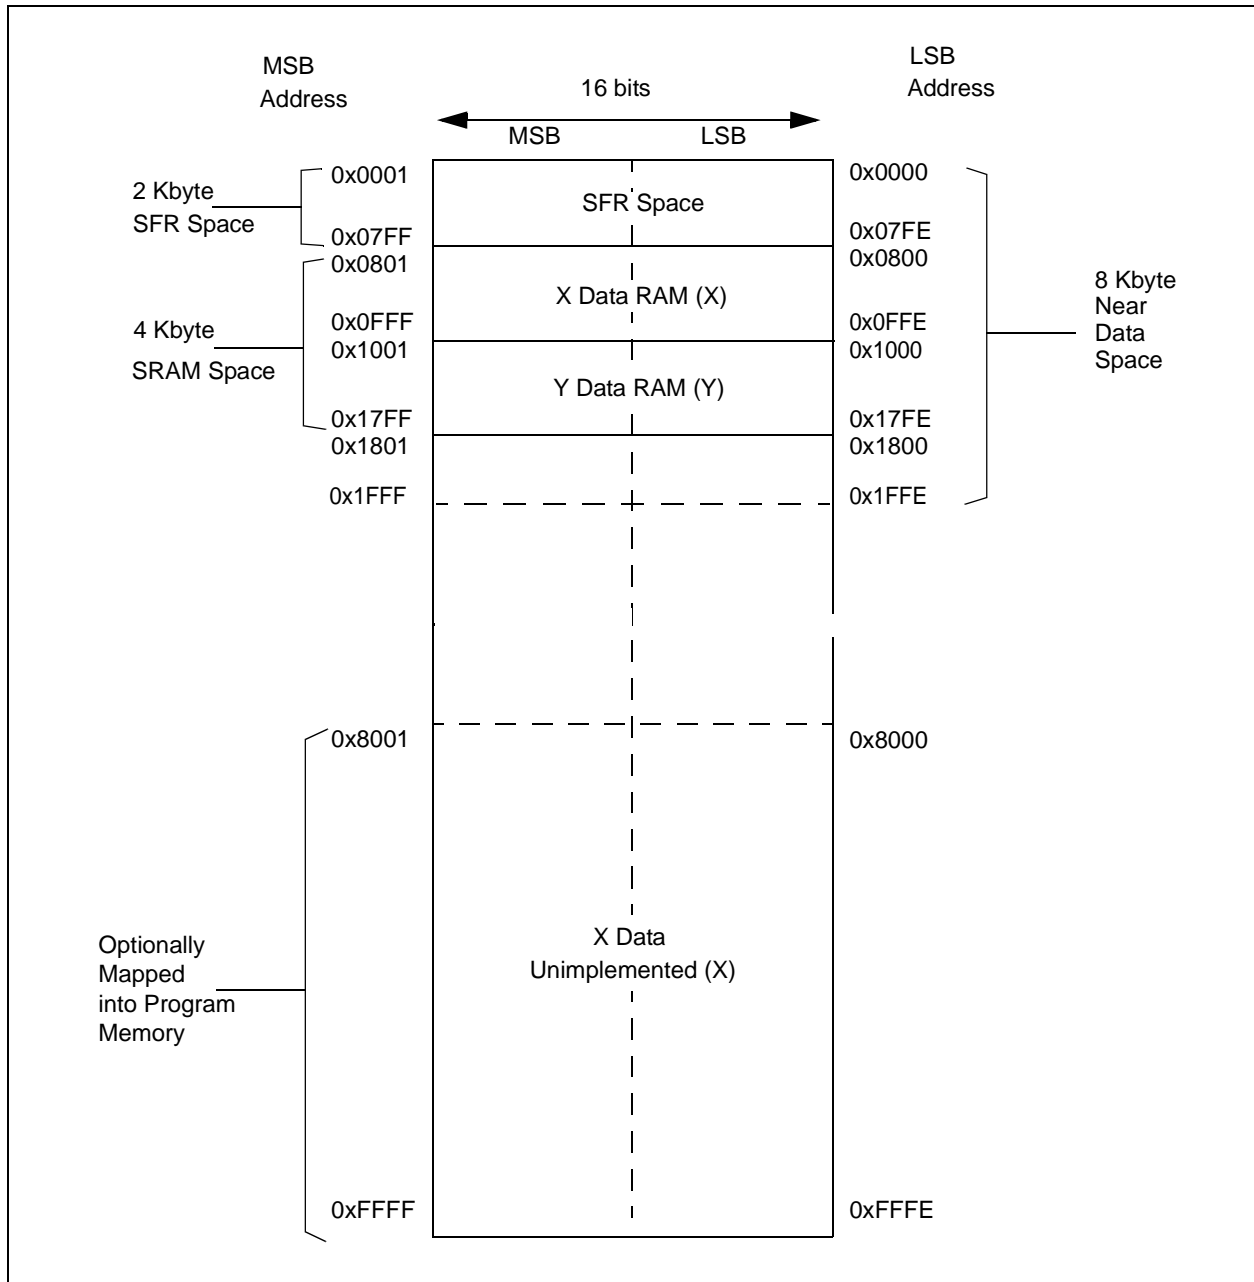 MSB
Address
LSB
Address
16 bits
MSB
LSB
0x0001
0x0000
2 Kbyte
SFR Space
SFR Space
0x07FF
0x07FE
0x0801
0x0800
X Data RAM (X)
8 Kbyte
Near
Data
Space
4 Kbyte
SRAM Space
0x0FFF
0x0FFE
0x1001
0x1000
Y Data RAM (Y)
0x17FF
0x17FE
0x1801
0x1800
0x1FFF
0x1FFE
0x8001
0x8000
Optionally
Mapped
into Program
Memory
X Data
Unimplemented (X)
0xFFFF
0xFFFE